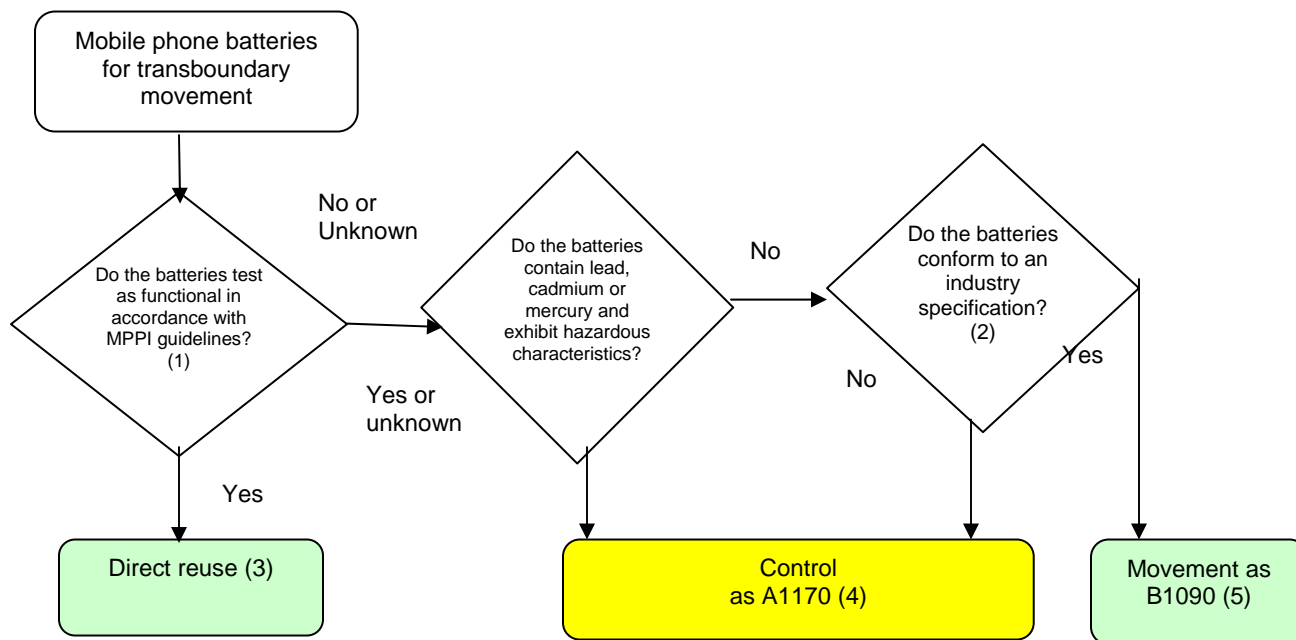 Mobile phone batteries
for transboundary
movement
No or
Unknown
Do the batteries test
as functional in
accordance with
MPPI guidelines?
(1)
Do the batteries
contain lead,
cadmium or
mercury and
exhibit hazardous
characteristics?
No
Do the batteries
conform to an
industry
specification?
(2)
Yes or
unknown
No
Yes
Yes
Direct reuse (3)
Control
as A1170 (4)
Movement as
B1090 (5)